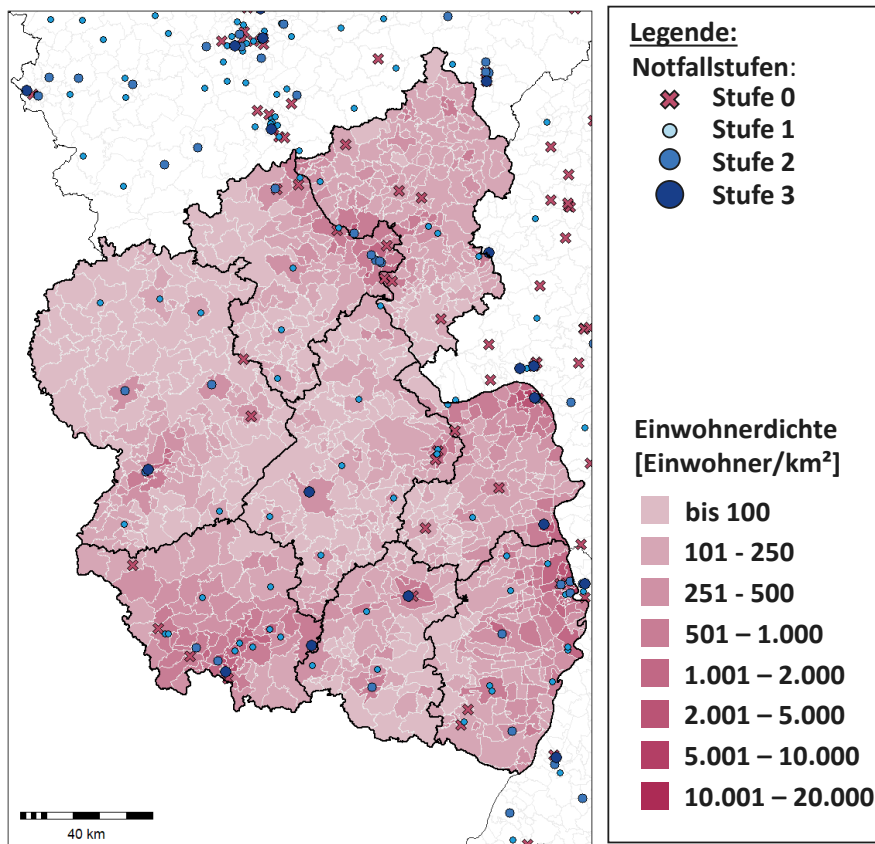 Legende:
Notfallstufen:
Stufe 0
Stufe 1
Stufe 2
Stufe 3
Einwohnerdichte
[Einwohner/km²]
bis 100
101 - 250
251 - 500
501 – 1.000
1.001 – 2.000
2.001 – 5.000
5.001 – 10.000
10.001 – 20.000
40 km